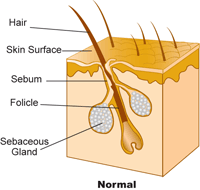 Hair
Skin Surface
Sebum
Folicle
Sebaceous
Gland
Normal